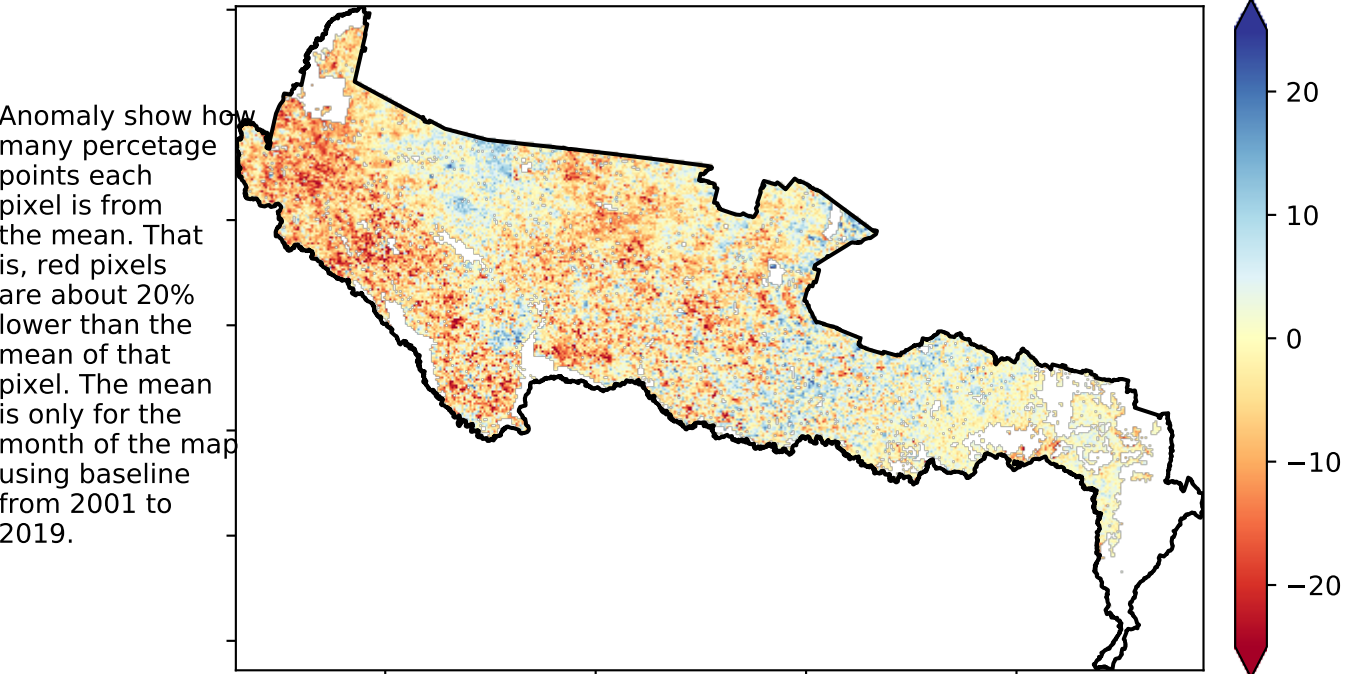 Anomaly show how
many percetage
points each
pixel is from
the mean. That
is, red pixels
are about 20%
lower than the
mean of that
pixel. The mean
is only for the
month of the map
using baseline
from 2001 to
2019.
20
10
0
−10
−20